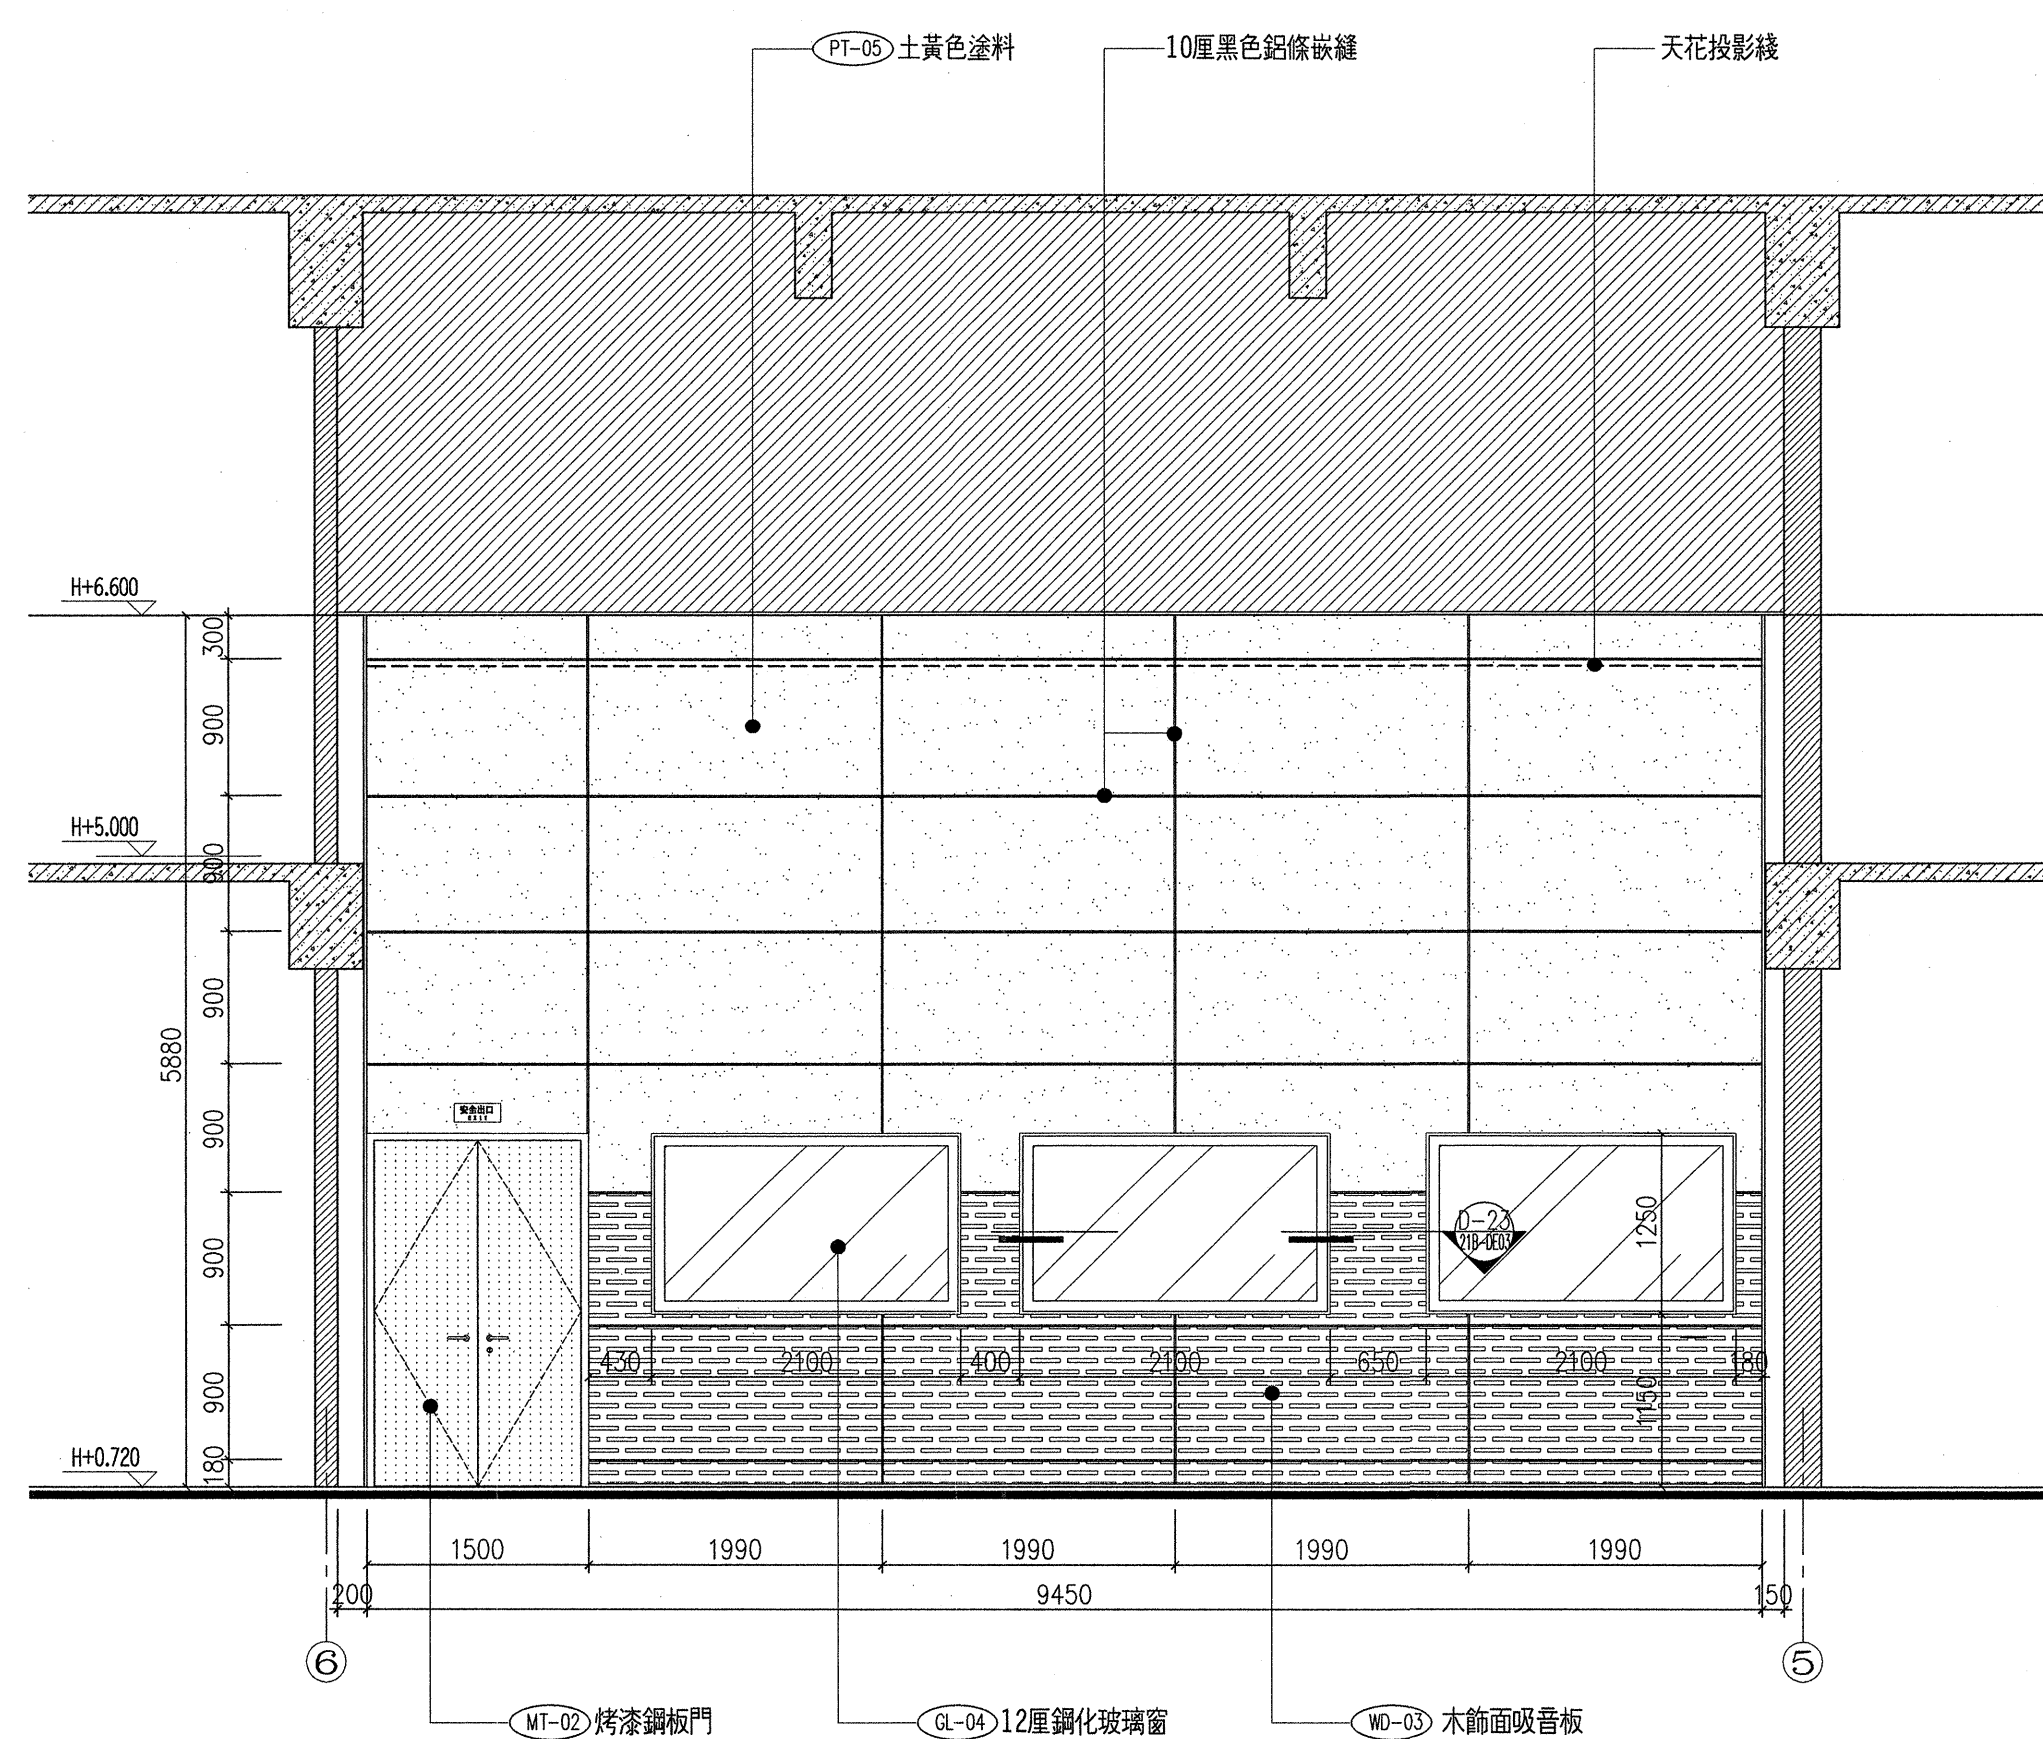 PT-05 土黃色塗料
10厘黑色鋁條嵌縫
天花投影綫
H+6.600
300
900
H+5.000
900
900
5880
900
安全出口
EXIT
900
D-23
21B-DE03
1250
430
2100
400
2100
650
2100
180
900
1150
H+0.720
180
1500
1990
1990
1990
1990
200
9450
150
6
5
MT-02 烤漆鋼板門
GL-04 12厘鋼化玻璃窗
WD-03 木飾面吸音板